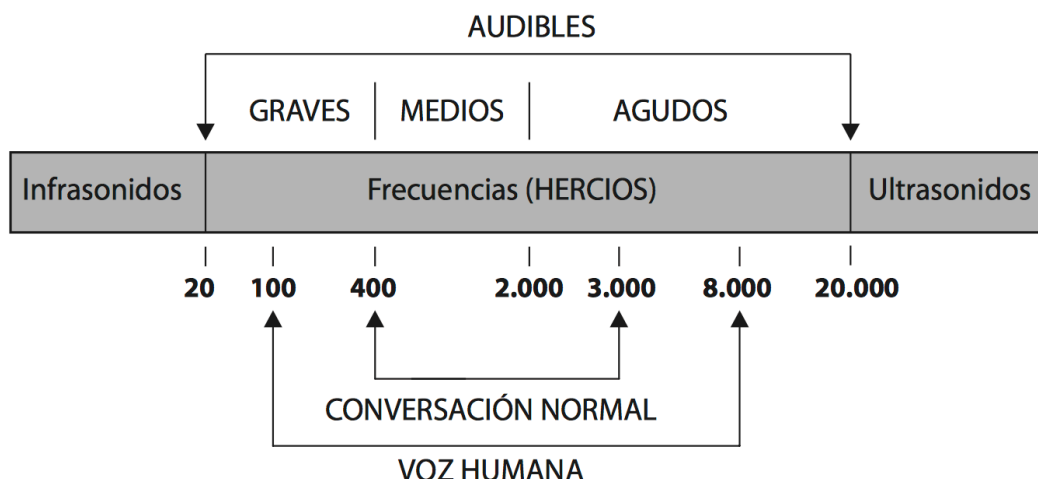 AUDIBLES
GRAVES MEDIOS AGUDOS
Infrasonidos Frecuencias (HERCIOS) Ultrasonidos
20 100 400 2.000 3.000 8.000 20.000
CONVERSACIÓN NORMAL
VOZ HUMANA